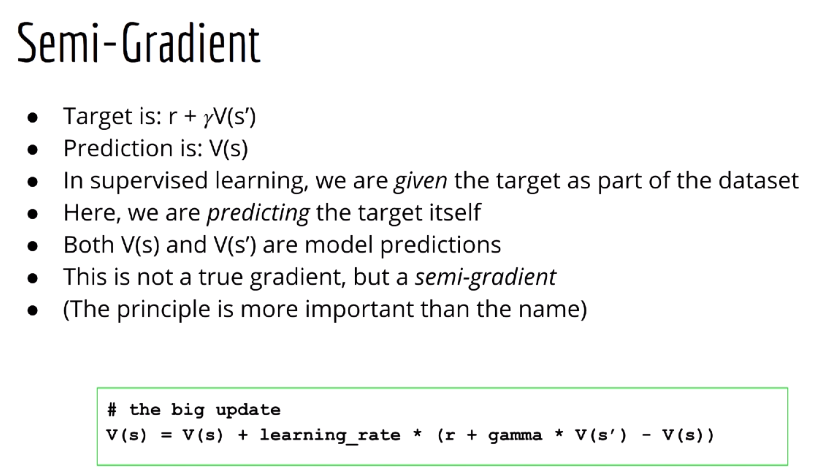 Semi-Gradient
● Target is: r + γV(s’)
● Prediction is: V(s)
● In supervised learning, we are given the target as part of the dataset
● Here, we are predicting the target itself
● Both V(s) and V(s’) are model predictions
● This is not a true gradient, but a semi-gradient
● (The principle is more important than the name)
# the big update
V(s) = V(s) + learning_rate * (r + gamma * V(s’) - V(s))